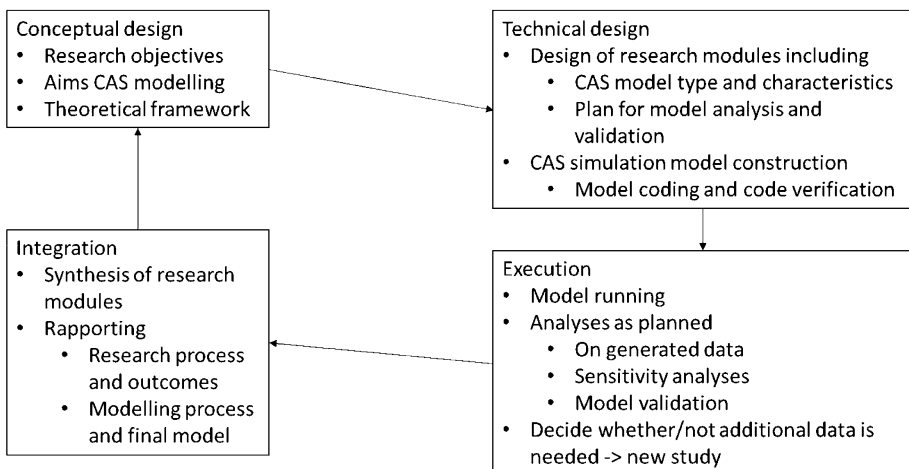 Conceptual design
• Research objectives
• Aims CAS modelling
• Theoretical framework
Technical design
• Design of research modules including
• CAS model type and characteristics
• Plan for model analysis and
validation
• CAS simulation model construction
• Model coding and code verification
Execution
• Model running
• Analyses as planned
• On generated data
• Sensitivity analyses
• Model validation
• Decide whether/not additional data is
needed -> new study
Integration
• Synthesis of research
modules
• Rapporting
• Research process
and outcomes
• Modelling process
and final model